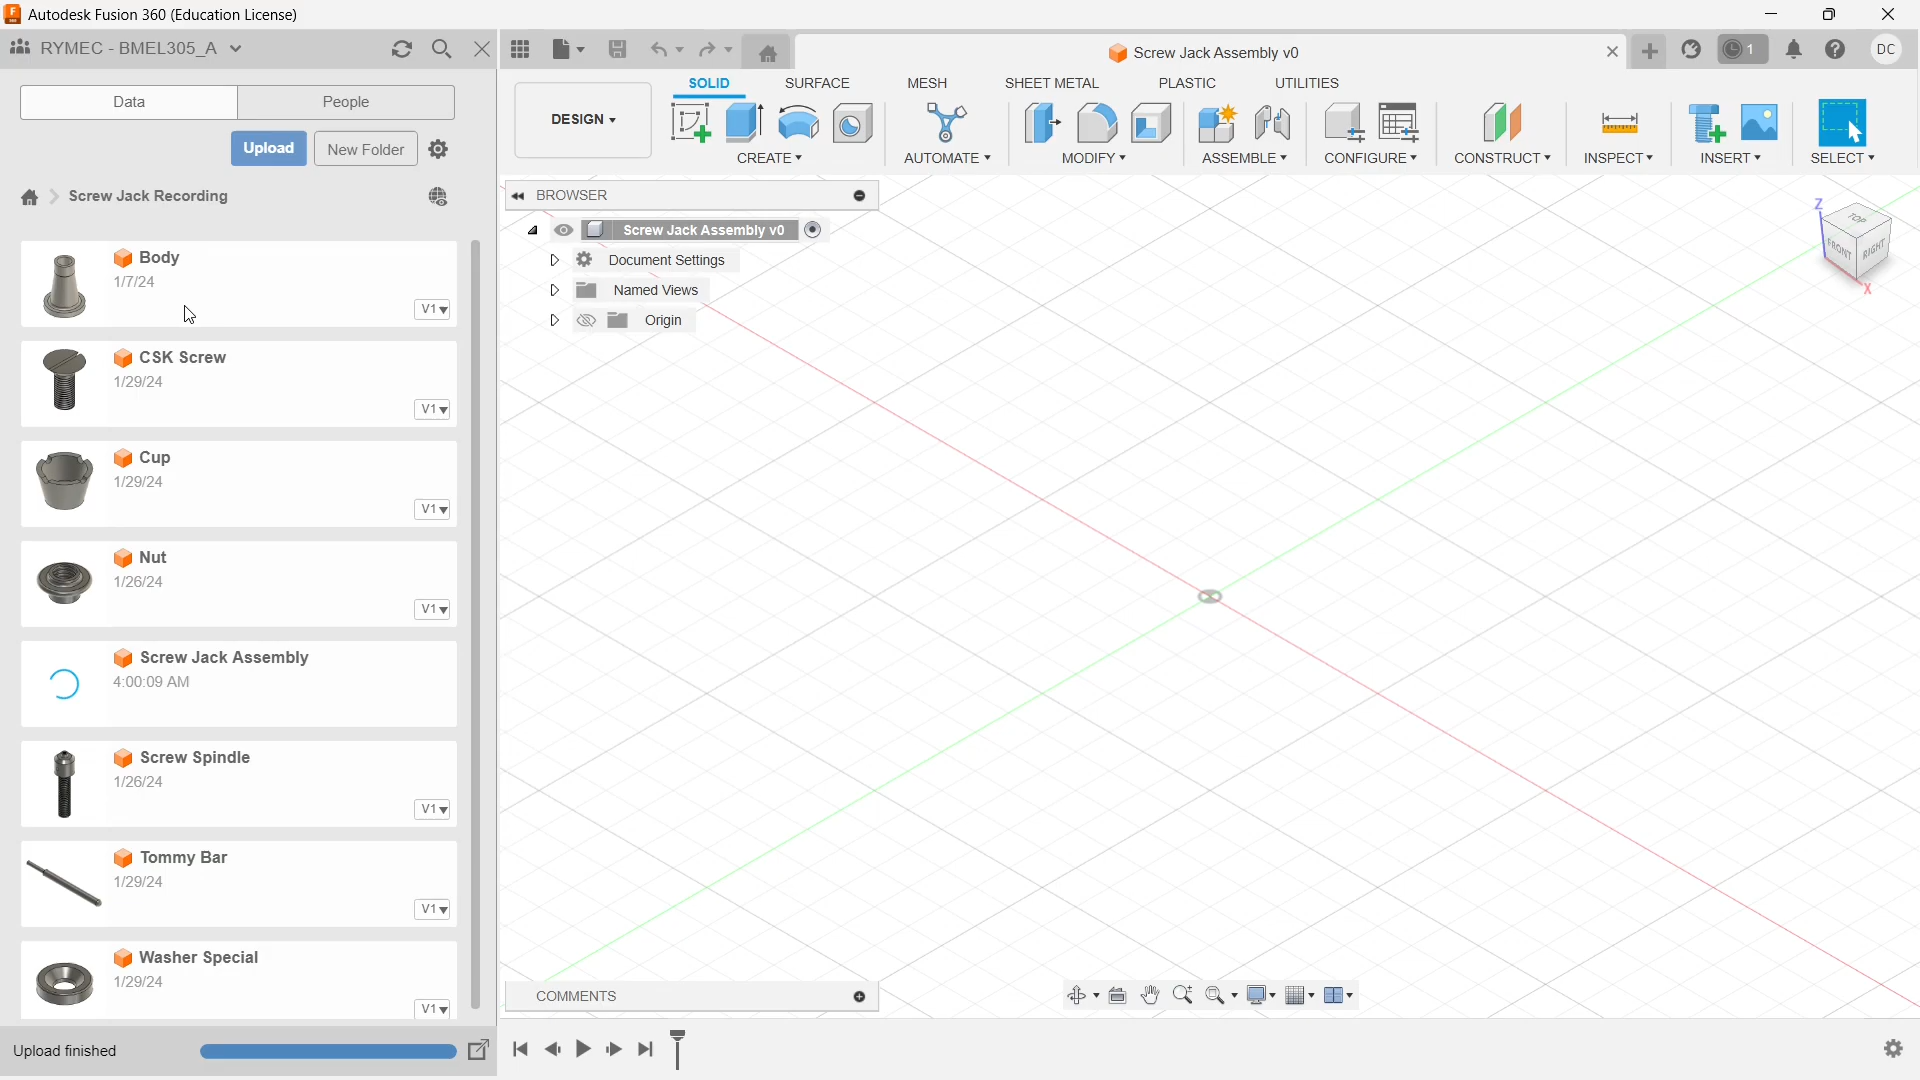 Autodesk Fusion 360 (Education License)
RYMEC - BMEL305_A
Screw Jack Assembly v0
1
DC
Data
People
Upload
New Folder
Screw Jack Recording
Body
1/7/24
V1
CSK Screw
1/29/24
V1
Cup
1/29/24
V1
Nut
1/26/24
V1
Screw Jack Assembly
4:00:09 AM
Screw Spindle
1/26/24
V1
Tommy Bar
1/29/24
V1
Washer Special
1/29/24
V1
Upload finished
DESIGN
SOLID
SURFACE
MESH
SHEET METAL
PLASTIC
UTILITIES
CREATE
AUTOMATE
MODIFY
ASSEMBLE
CONFIGURE
CONSTRUCT
INSPECT
INSERT
SELECT
BROWSER
Screw Jack Assembly v0
Document Settings
Named Views
Origin
Z
TOP
FRONT
RIGHT
X
COMMENTS